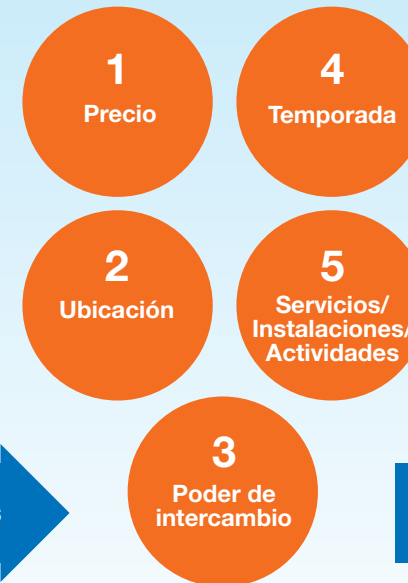 1
Precio
4
Temporada
2
Ubicación
5
Servicios/
Instalaciones/
Actividades
3
Poder de
intercambio